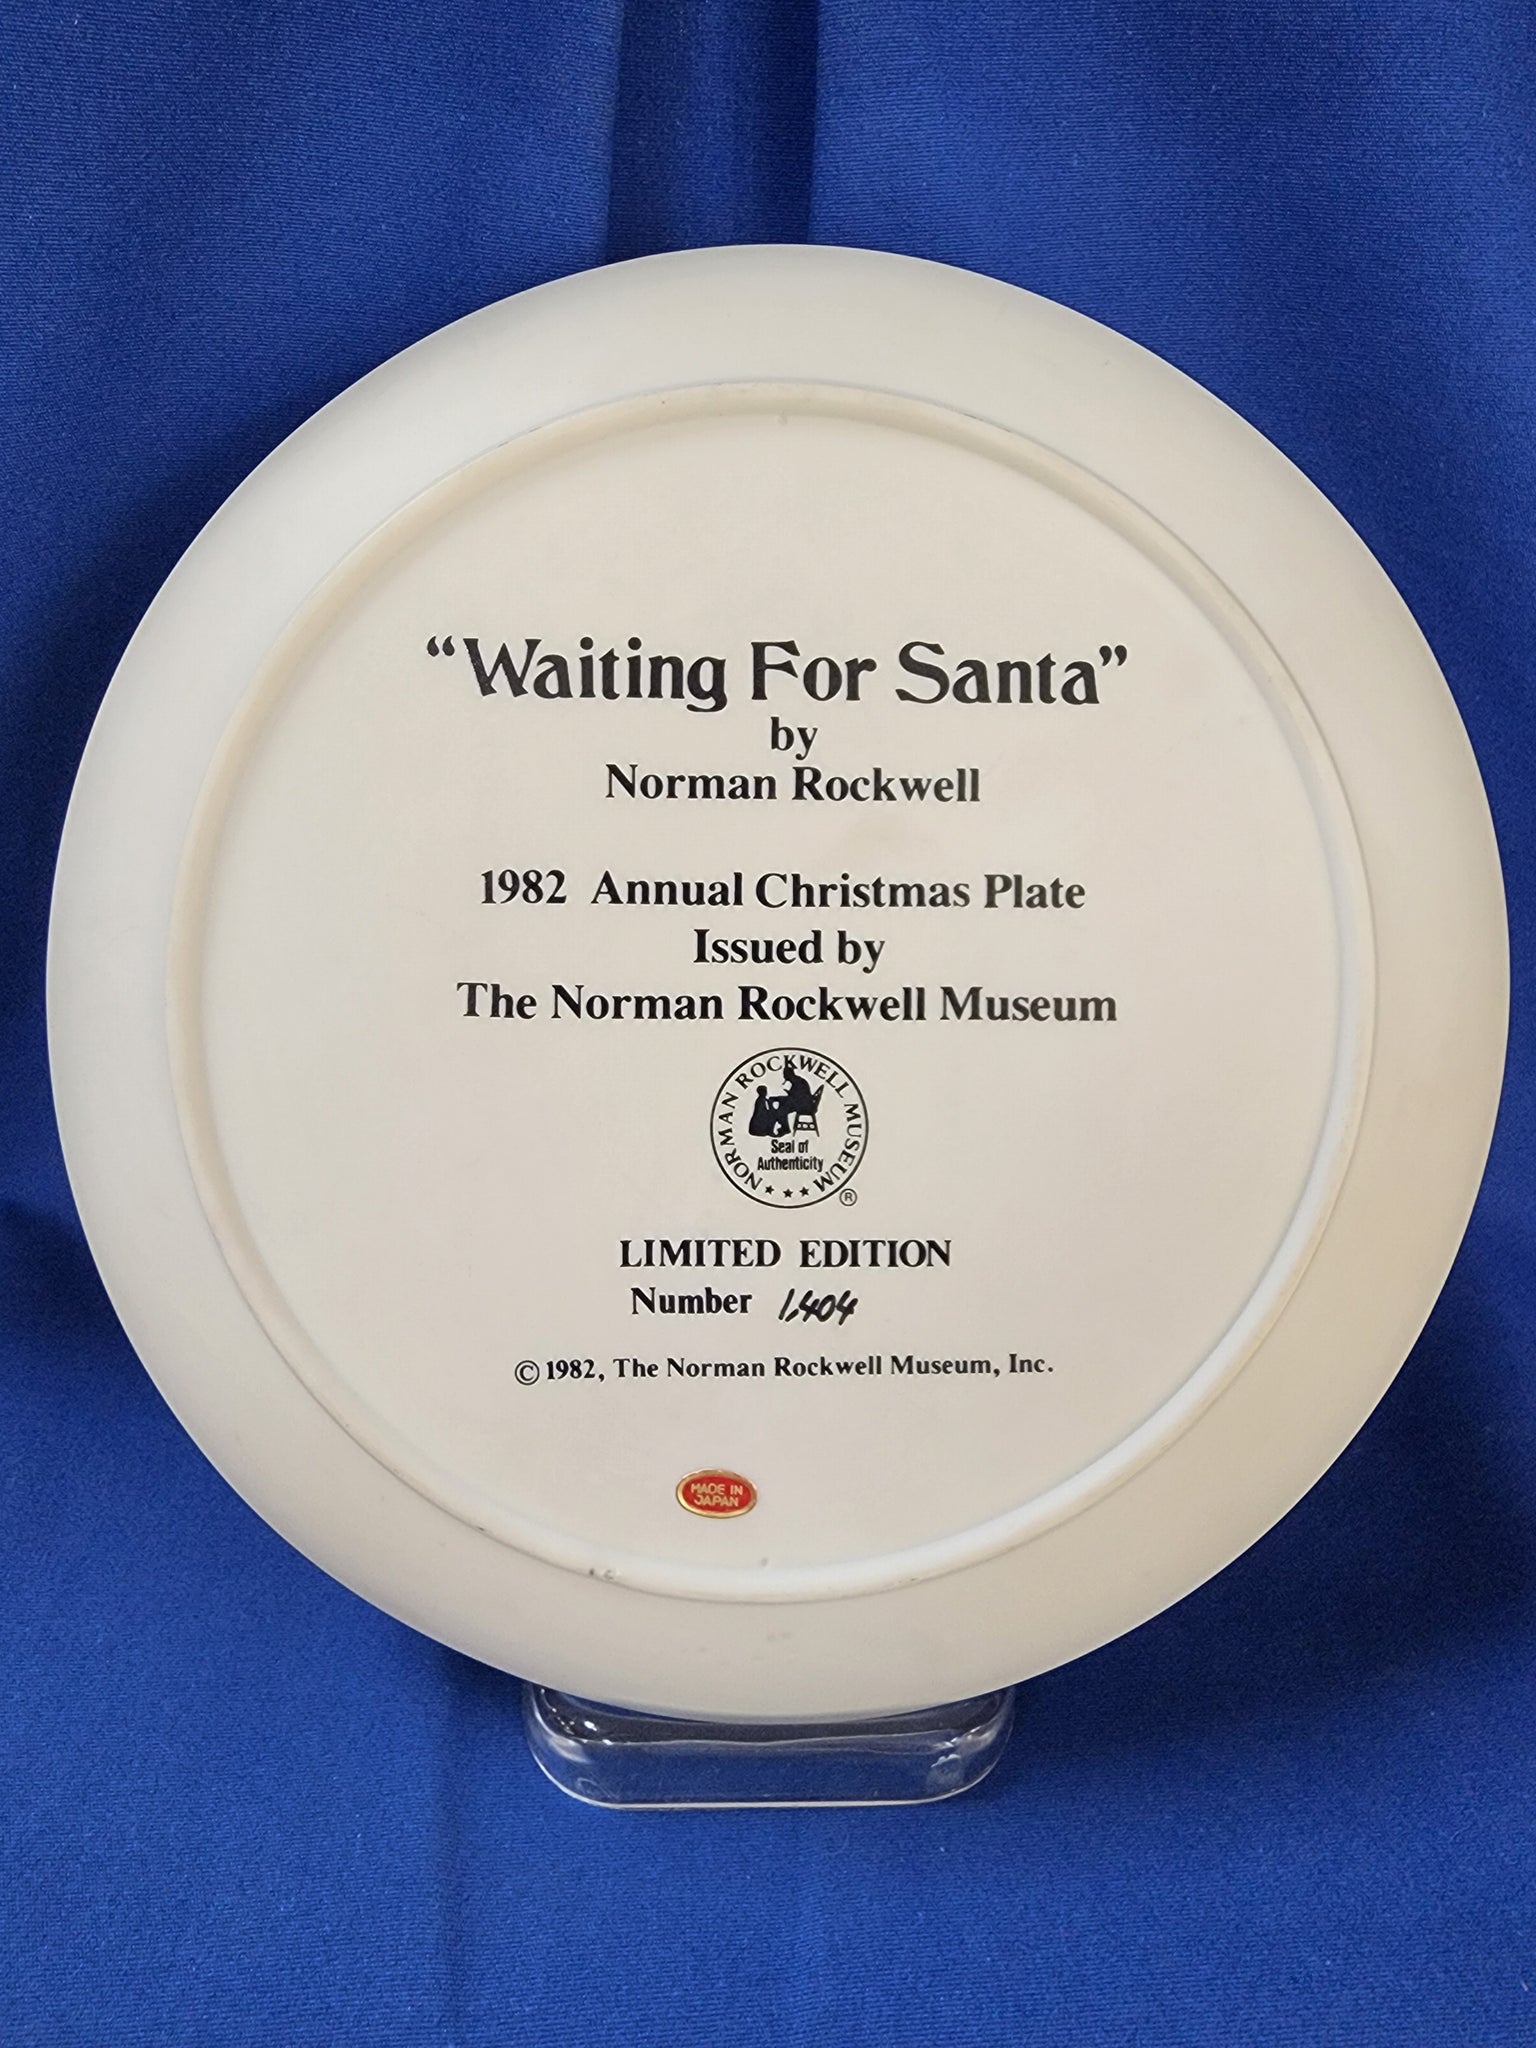 “Waiting For Santa”
by
Norman Rockwell
1982 Annual Christmas Plate
Issued by
The Norman Rockwell Museum
NORMAN ROCKWELL MUSEUM
Seal of
Authenticity
®
LIMITED EDITION
Number 1,404
© 1982, The Norman Rockwell Museum, Inc.
MADE IN
JAPAN